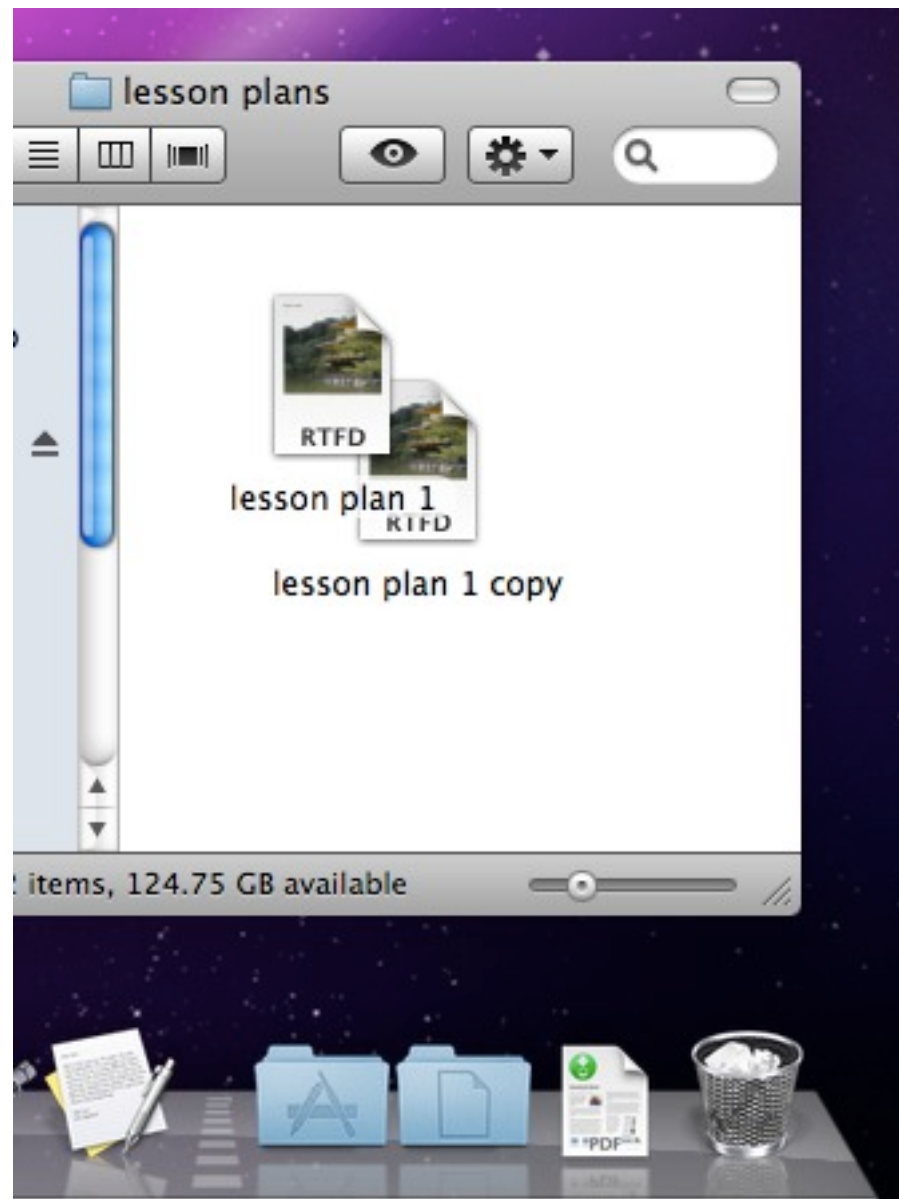 lesson plans
RTFD
lesson plan 1
RTFD
lesson plan 1 copy
items, 124.75 GB available
PDF